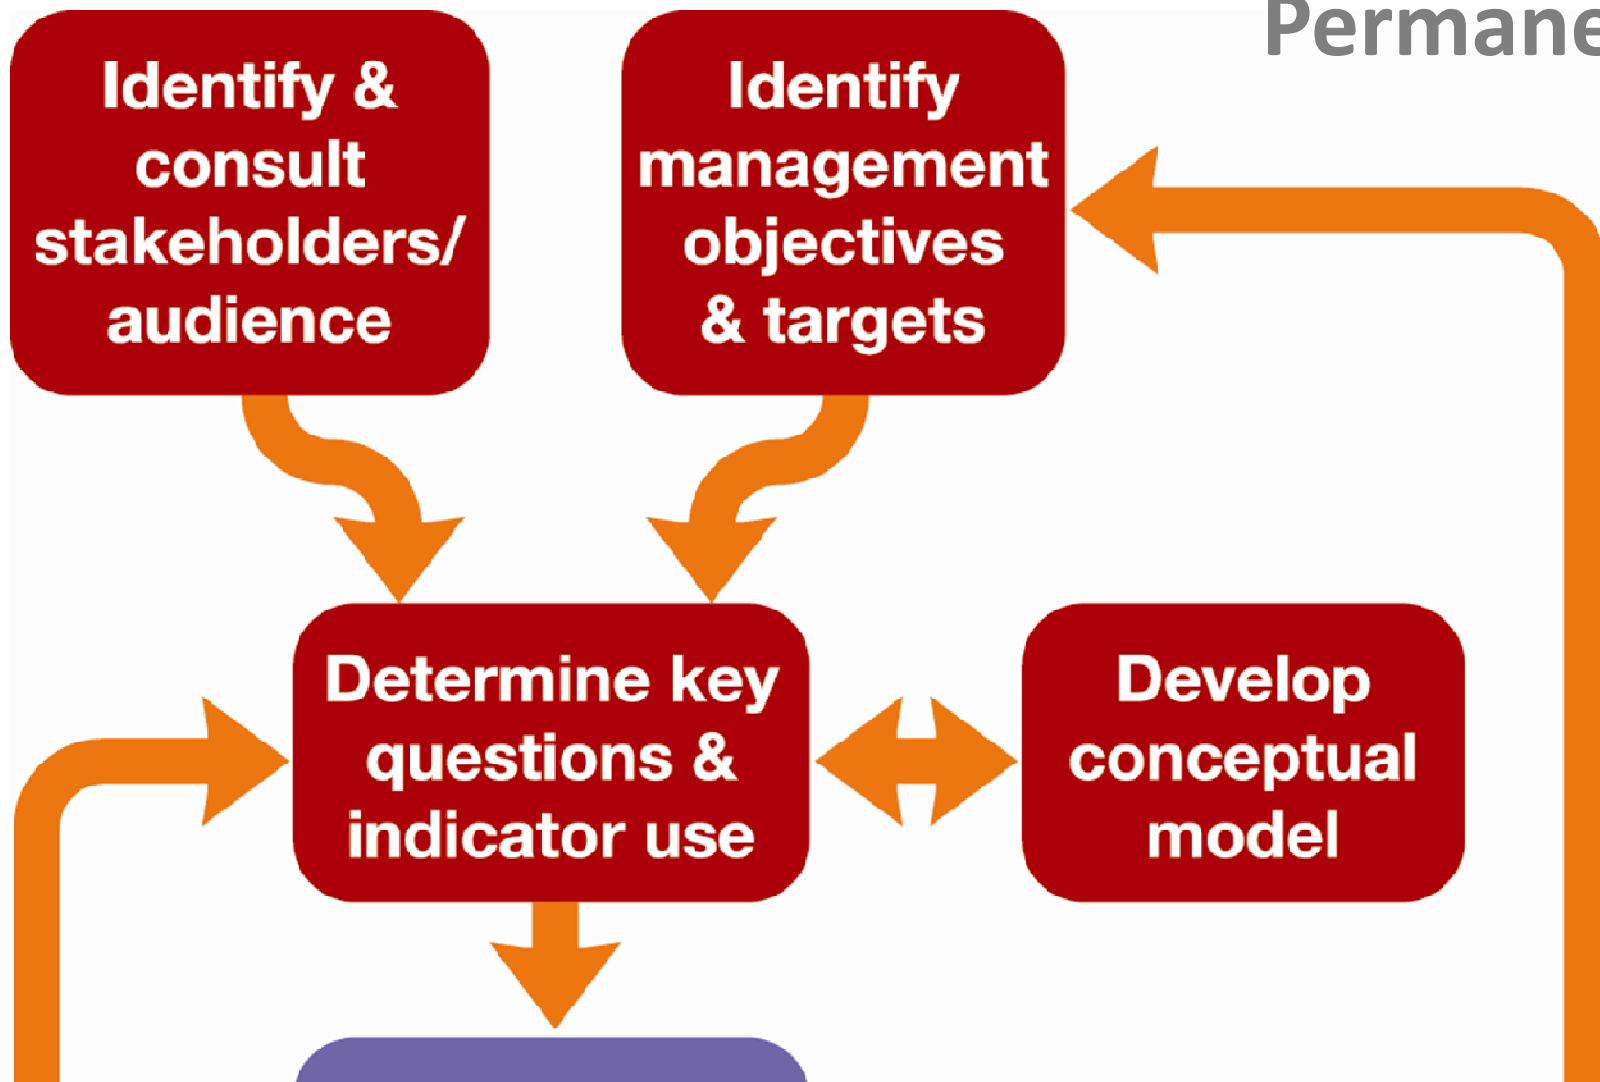 Identify &
consult
stakeholders/
audience
Identify
management
objectives
& targets
Determine key
questions &
indicator use
Develop
conceptual
model